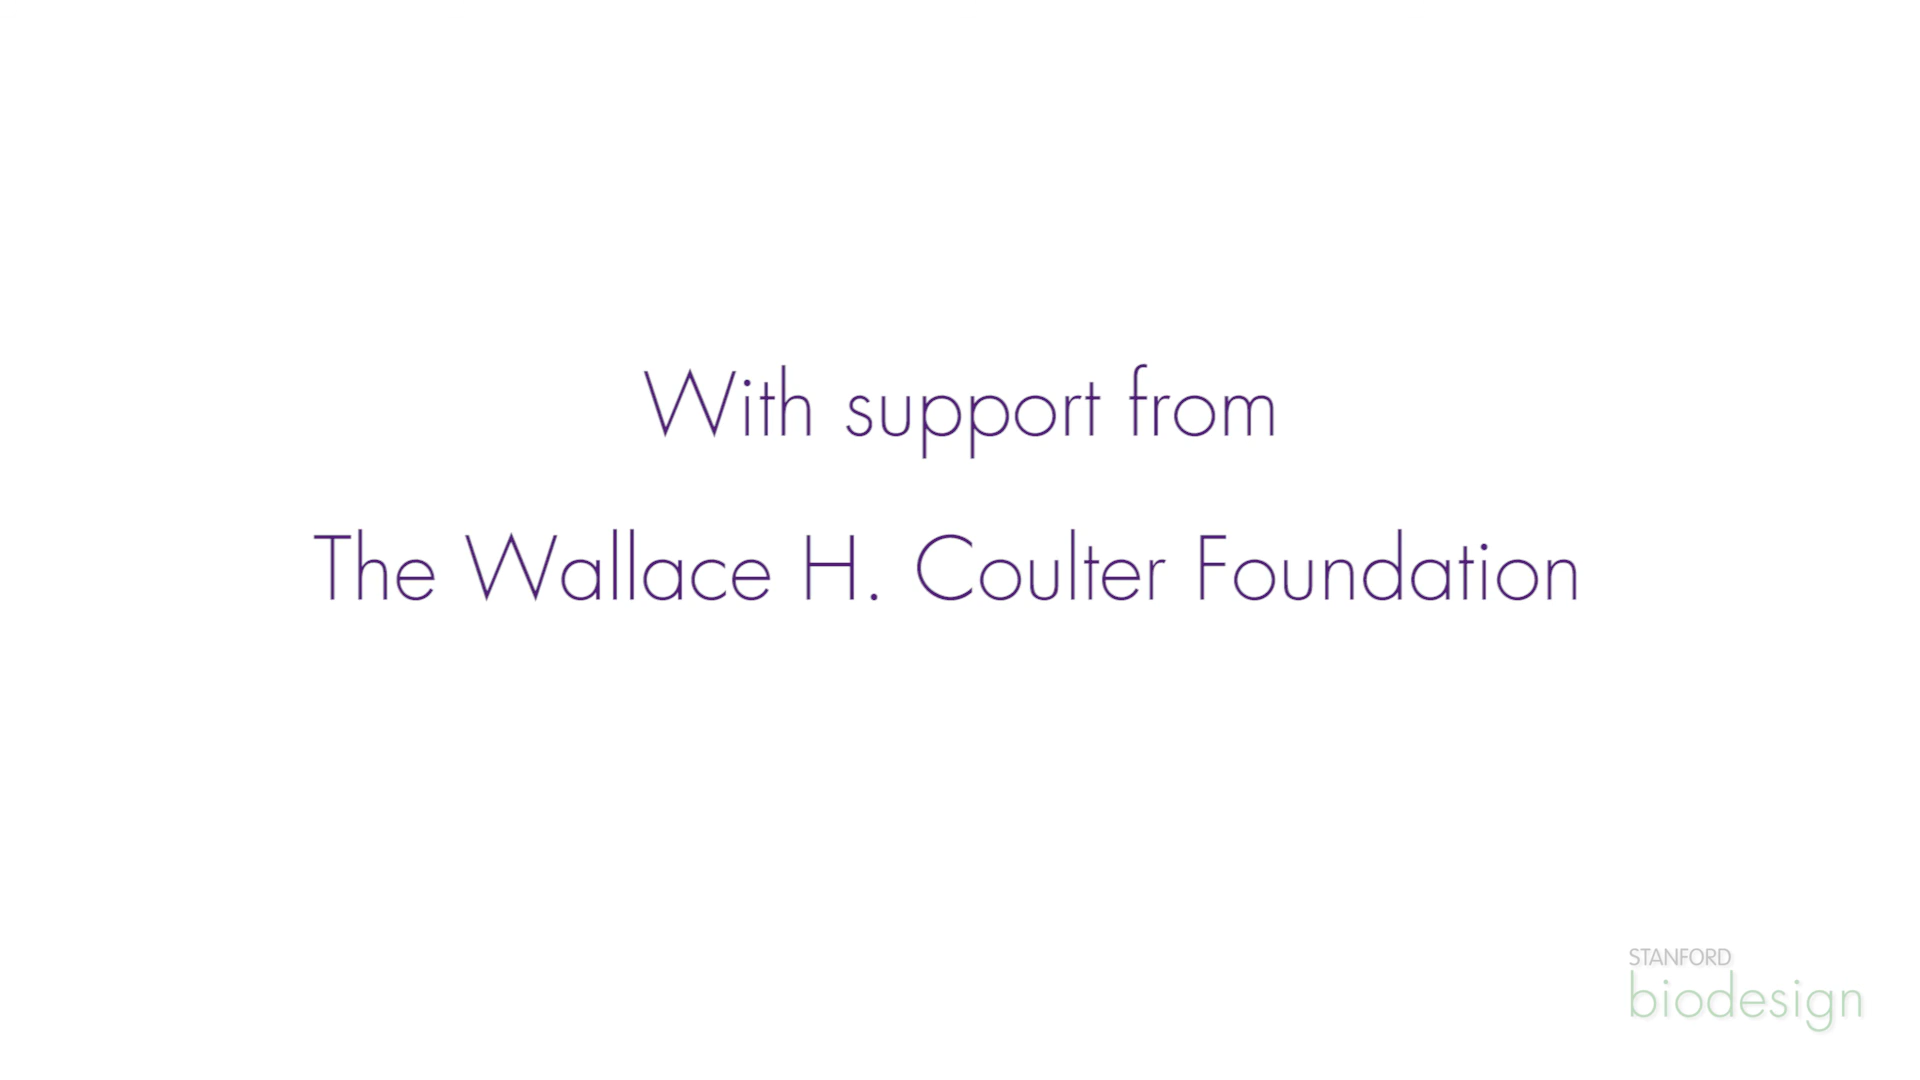 With support from
The Wallace H. Coulter Foundation
STANFORD
biodesign